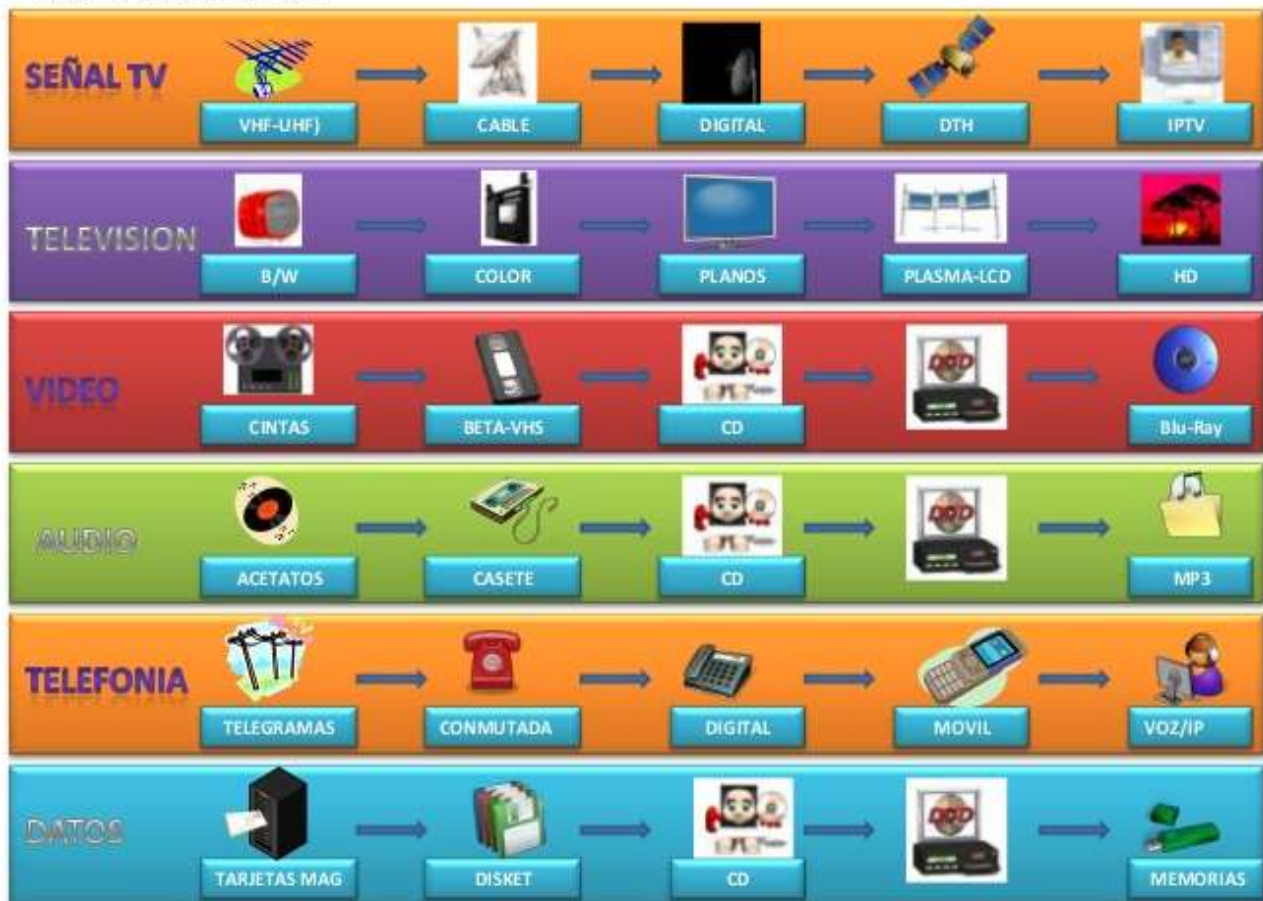 SEÑAL TV
VHF-UHF)
CABLE
DIGITAL
DTH
IPTV
TELEVISION
B/W
COLOR
PLANOS
PLASMA-LCD
HD
VIDEO
CINTAS
BETA-VHS
CD
DVD
Blu-Ray
AUDIO
ACETATOS
CASETE
CD
DVD
MP3
TELEFONIA
TELEGRAMAS
CONMUTADA
DIGITAL
MOVIL
VOZ/IP
DATOS
TARJETAS MAG
DISKET
CD
DVD
MEMORIAS